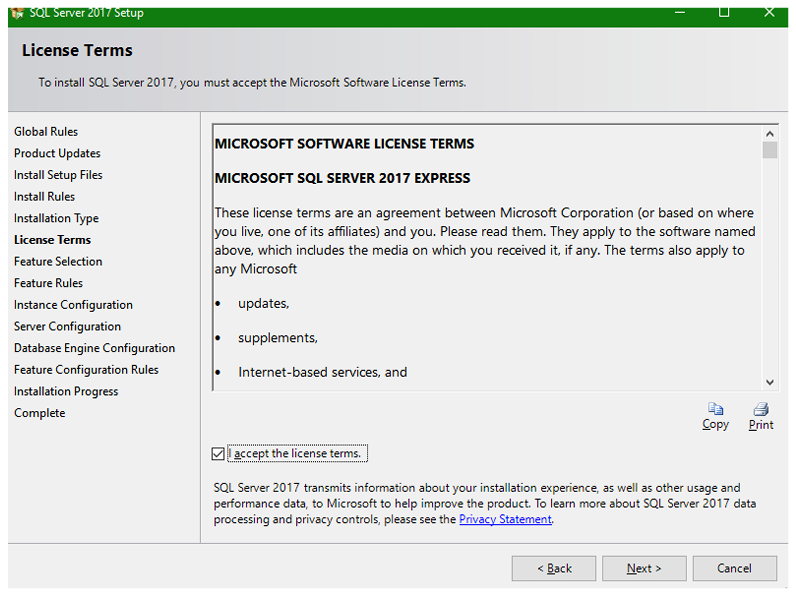 SQL Server 2017 Setup
License Terms
To install SQL Server 2017, you must accept the Microsoft Software License Terms.
Global Rules
Product Updates
Install Setup Files
Install Rules
Installation Type
License Terms
Feature Selection
Feature Rules
Instance Configuration
Server Configuration
Database Engine Configuration
Feature Configuration Rules
Installation Progress
Complete
MICROSOFT SOFTWARE LICENSE TERMS
MICROSOFT SQL SERVER 2017 EXPRESS
These license terms are an agreement between Microsoft Corporation (or based on where
you live, one of its affiliates) and you. Please read them. They apply to the software named
above, which includes the media on which you received it, if any. The terms also apply to
any Microsoft
• updates,
• supplements,
• Internet-based services, and
Copy
Print
I accept the license terms.
SQL Server 2017 transmits information about your installation experience, as well as other usage and
performance data, to Microsoft to help improve the product. To learn more about SQL Server 2017 data
processing and privacy controls, please see the Privacy Statement.
< Back
Next >
Cancel